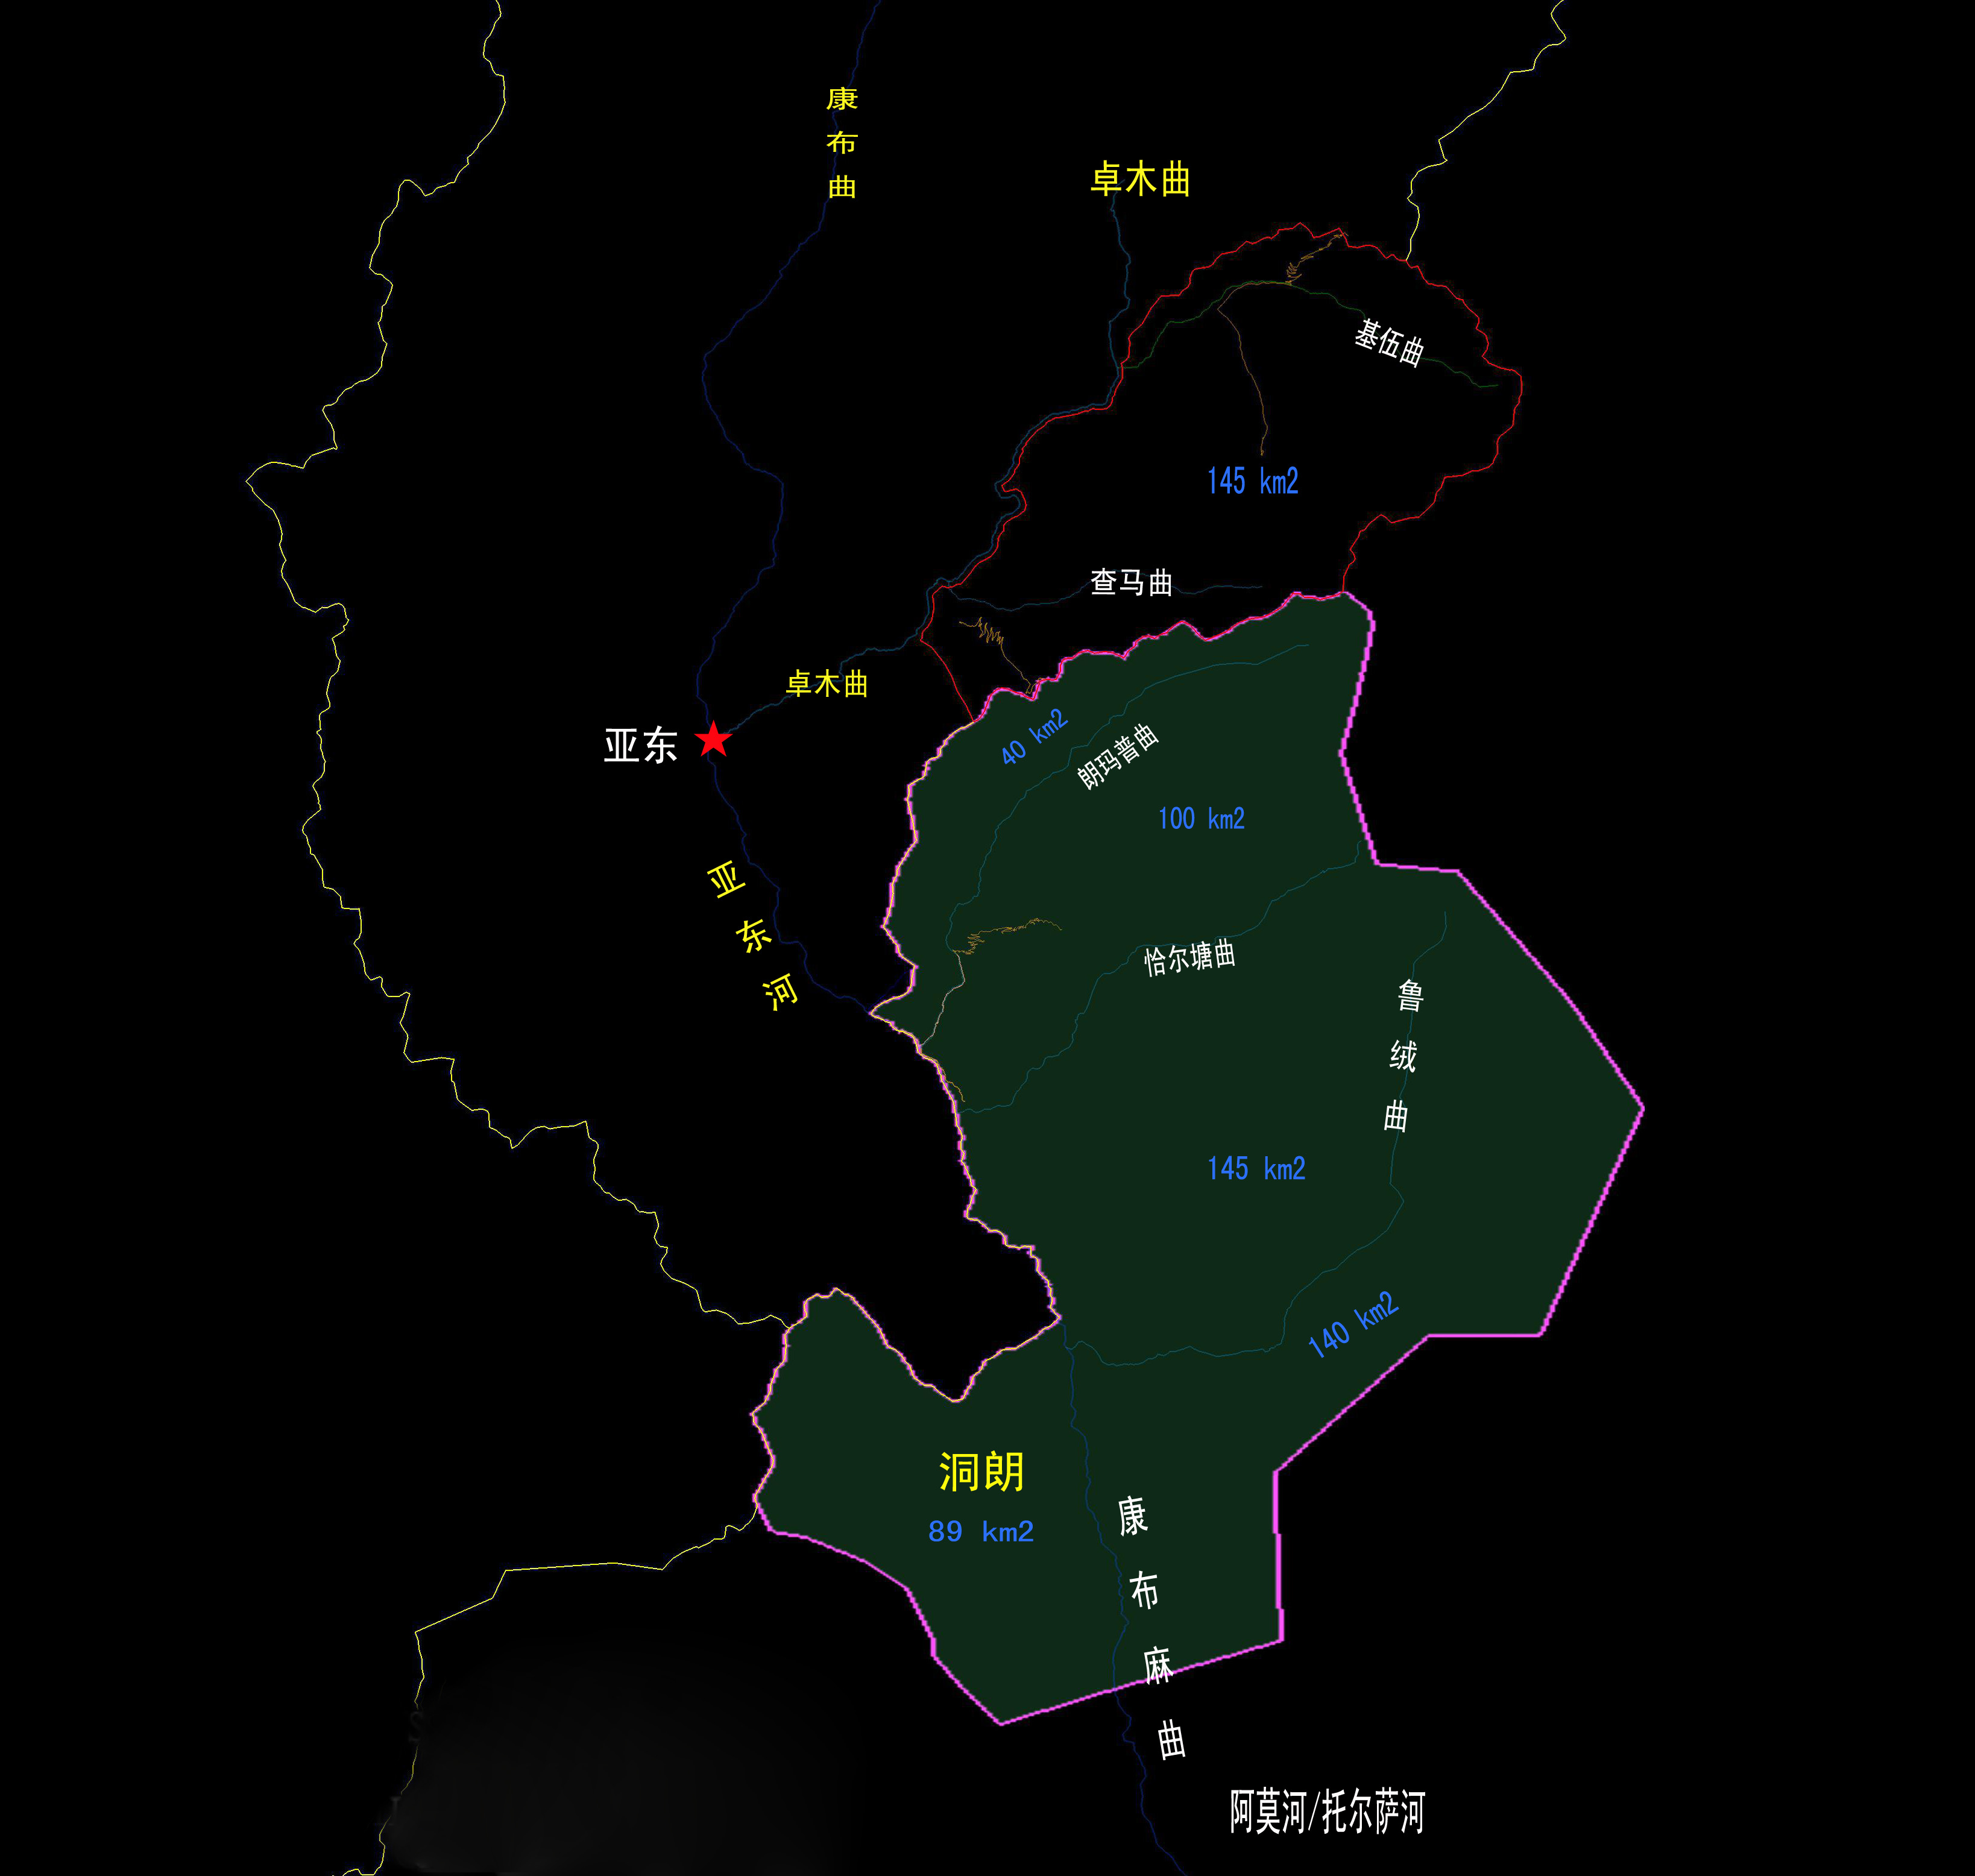 康布曲
卓木曲
基伍曲
145 km2
查马曲
卓木曲
亚东
40 km2
朗玛普曲
100 km2
亚东河
恰尔塘曲
鲁绒曲
145 km2
140 km2
洞朗
89 km2
康布麻曲
阿莫河/托尔萨河